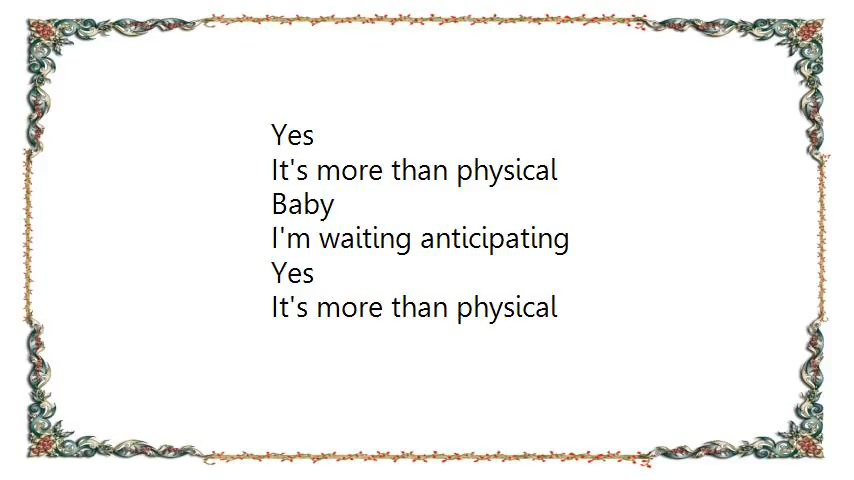 Yes
It's more than physical
Baby
I'm waiting anticipating
Yes
It's more than physical